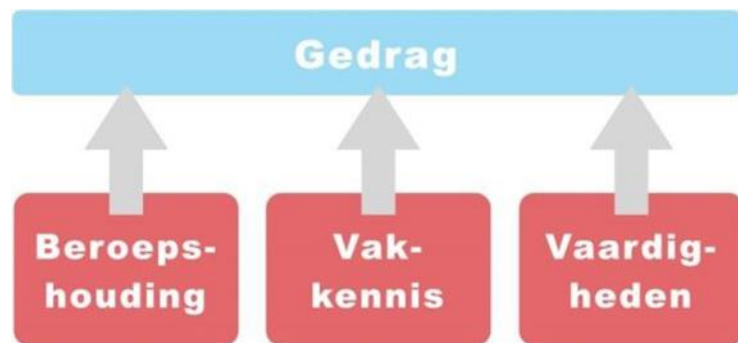 Gedrag
Beroeps-
houding
Vak-
kennis
Vaardig-
heden